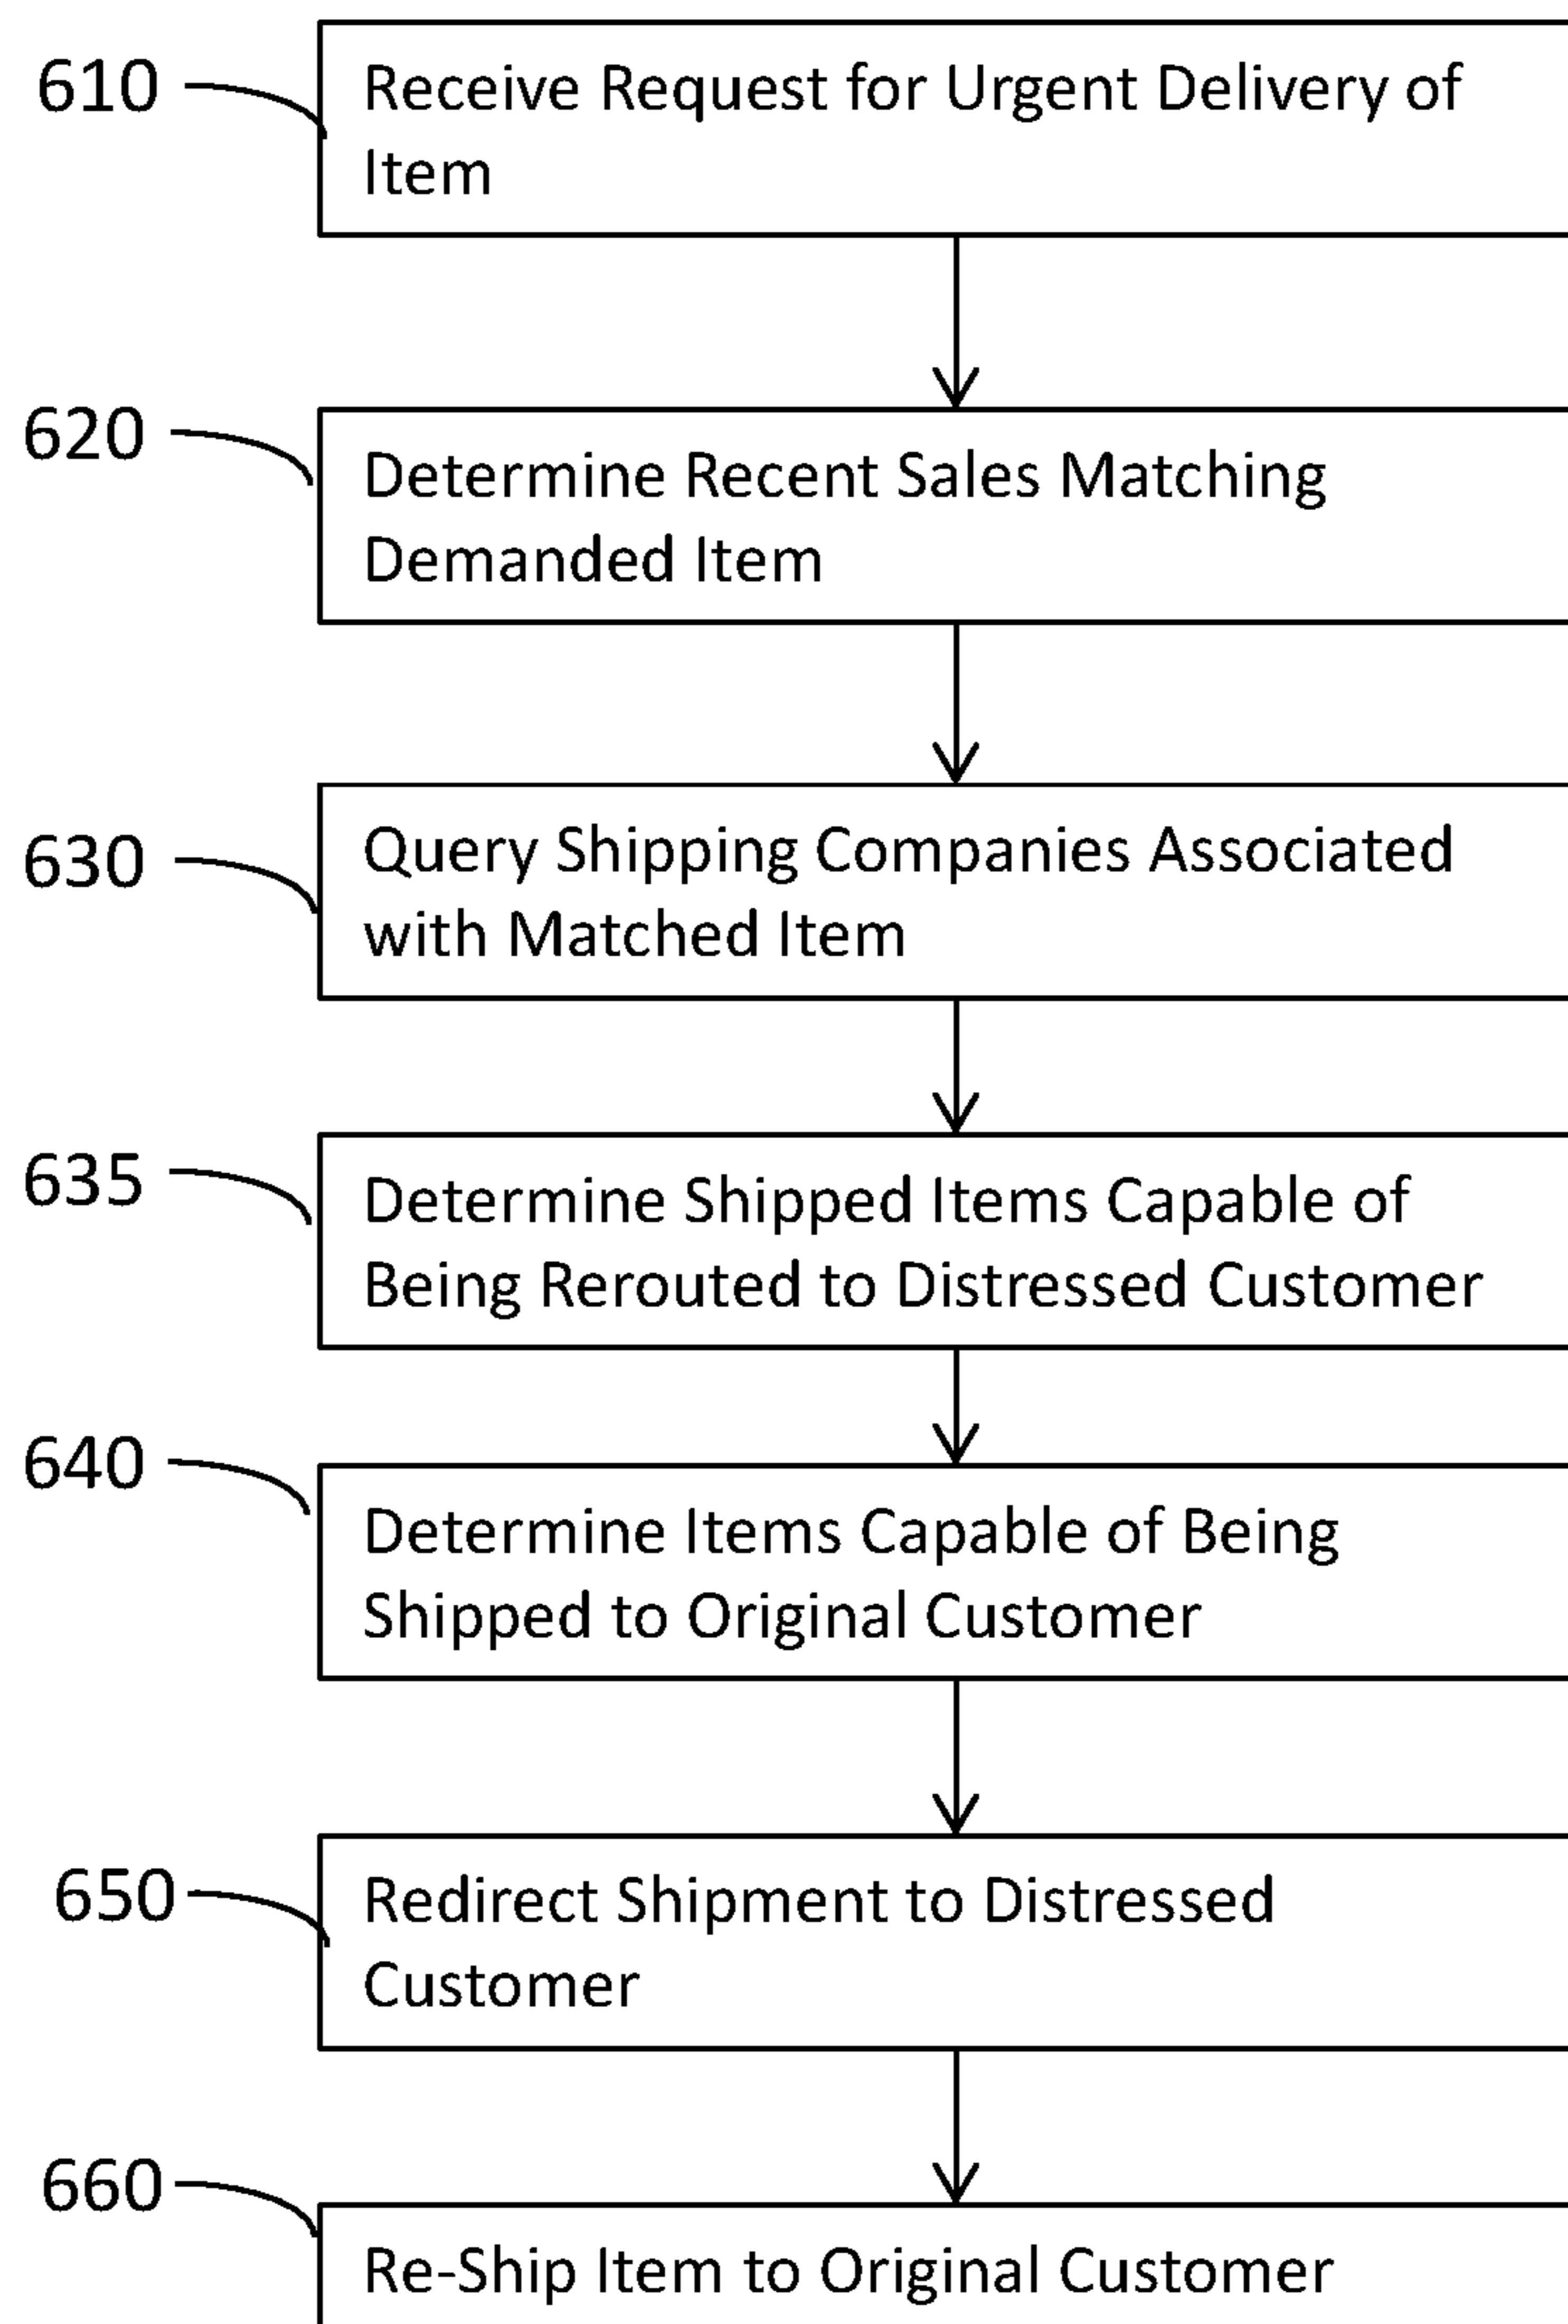 610
Receive Request for Urgent Delivery of
Item
620
Determine Recent Sales Matching
Demanded Item
630
Query Shipping Companies Associated
with Matched Item
635
Determine Shipped Items Capable of
Being Rerouted to Distressed Customer
640
Determine Items Capable of Being
Shipped to Original Customer
650
Redirect Shipment to Distressed
Customer
660
Re-Ship Item to Original Customer